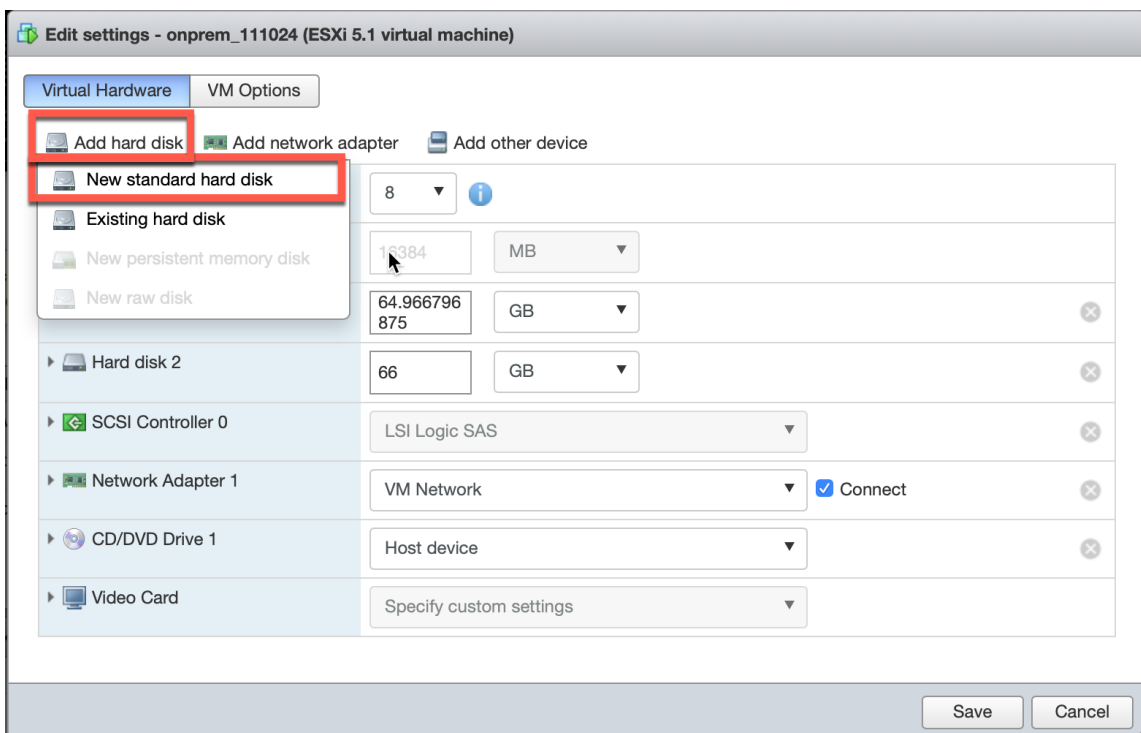 Edit settings - onprem_111024 (ESXi 5.1 virtual machine)
Virtual Hardware VM Options
Add hard disk Add network adapter Add other device
New standard hard disk
8
Existing hard disk
New persistent memory disk
16384 MB
New raw disk
64.966796
875
GB
Hard disk 2 66 GB
SCSI Controller 0 LSI Logic SAS
Network Adapter 1 VM Network Connect
CD/DVD Drive 1 Host device
Video Card Specify custom settings
Save Cancel